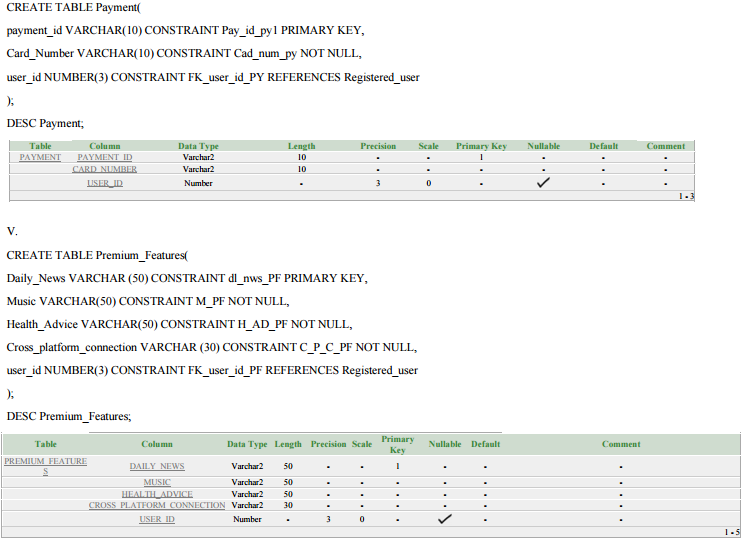 CREATE TABLE Payment(
payment_id VARCHAR(10) CONSTRAINT Pay_id_py1 PRIMARY KEY,
Card_Number VARCHAR(10) CONSTRAINT Cad_num_py NOT NULL,
user_id NUMBER(3) CONSTRAINT FK_user_id_PY REFERENCES Registered_user
);
DESC Payment;
Table Column Data Type Length Precision Scale Primary Key Nullable Default Comment
PAYMENT PAYMENT_ID Varchar2 10 - - 1 - - -
CARD_NUMBER Varchar2 10 - - - - - -
USER_ID Number - 3 0 - ✓ - -
1 - 3
V.
CREATE TABLE Premium_Features(
Daily_News VARCHAR (50) CONSTRAINT dl_nws_PF PRIMARY KEY,
Music VARCHAR(50) CONSTRAINT M_PF NOT NULL,
Health_Advice VARCHAR(50) CONSTRAINT H_AD_PF NOT NULL,
Cross_platform_connection VARCHAR (30) CONSTRAINT C_P_C_PF NOT NULL,
user_id NUMBER(3) CONSTRAINT FK_user_id_PF REFERENCES Registered_user
);
DESC Premium_Features;
Table Column Data Type Length Precision Scale Primary Key Nullable Default Comment
PREMIUM_FEATURE
S DAILY_NEWS Varchar2 50 - - 1 - - -
MUSIC Varchar2 50 - - - - - -
HEALTH_ADVICE Varchar2 50 - - - - - -
CROSS_PLATFORM_CONNECTION Varchar2 30 - - - - - -
USER_ID Number - 3 0 - ✓ - -
1 - 5